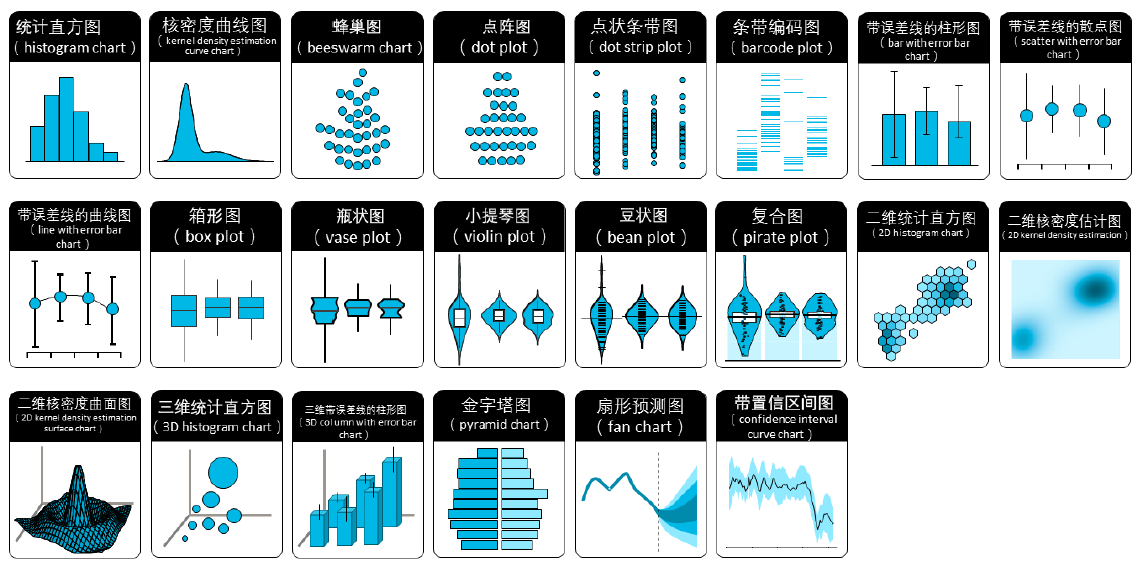 统计直方图
（histogram chart）
核密度曲线图
（kernel density estimation
curve chart）
蜂巢图
（beeswarm chart）
点阵图
（dot plot）
点状条带图
（dot strip plot）
条带编码图
（barcode plot）
带误差线的柱形图
（bar with error bar
chart）
带误差线的散点图
（scatter with error bar
chart）
带误差线的曲线图
（line with error bar
chart）
箱形图
（box plot）
瓶状图
（vase plot）
小提琴图
（violin plot）
豆状图
（bean plot）
复合图
（pirate plot）
二维统计直方图
（2D histogram chart）
二维核密度估计图
（2D kernel density estimation）
二维核密度曲面图
（2D kernel density estimation
surface chart）
三维统计直方图
（3D histogram chart）
三维带误差线的柱形图
（3D column with error bar
chart）
金字塔图
（pyramid chart）
扇形预测图
（fan chart）
带置信区间图
（confidence interval
curve chart）